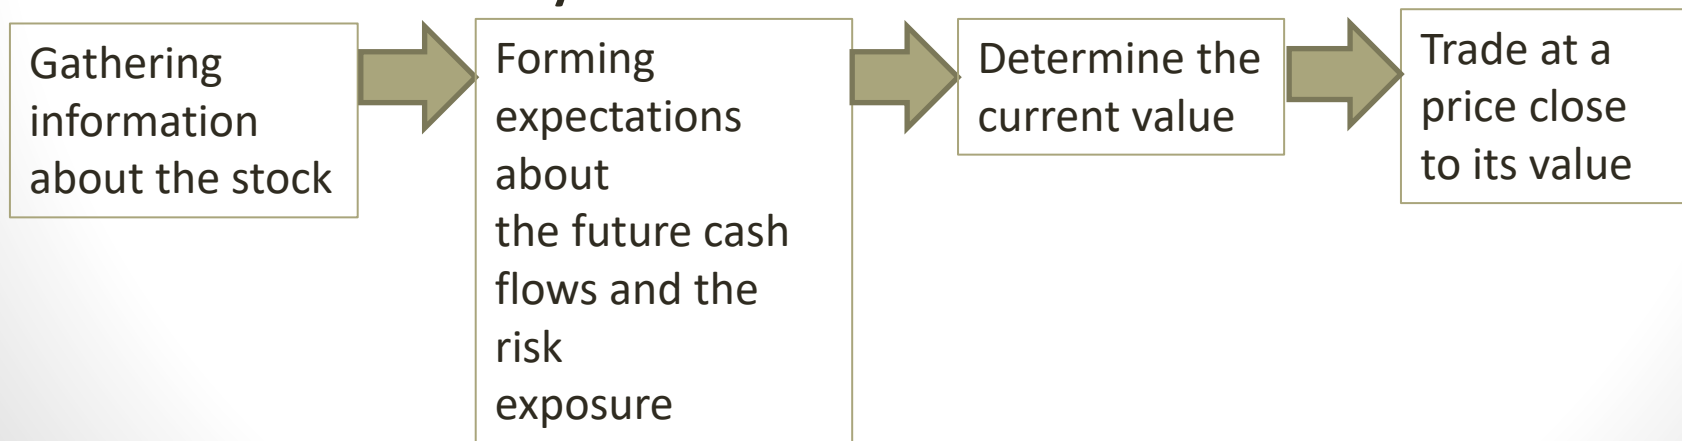 Gathering
information
about the stock
Forming
expectations
about
the future cash
flows and the
risk
exposure
Determine the
current value
Trade at a
price close
to its value